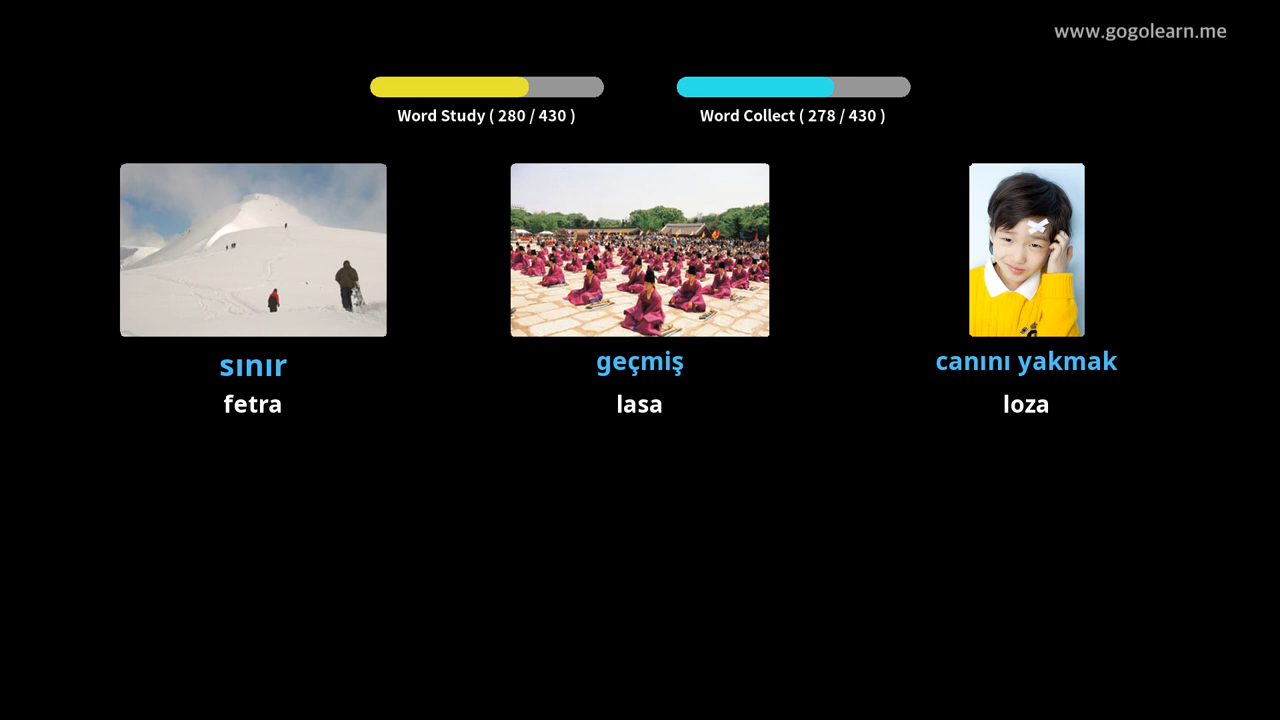 www.gogolearn.me
Word Study ( 280 / 430 )
Word Collect ( 278 / 430 )
sınır
geçmiş
canını yakmak
fetra
lasa
loza